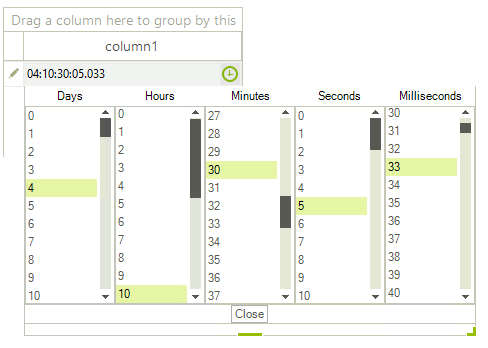 Drag a column here to group by this
column1
04:10:30:05.033
Days Hours Minutes Seconds Milliseconds
0 0 27 0 30
1 1 28 1 31
2 2 29 2 32
3 3 30 3 33
4 4 31 4 34
5 5 32 5 35
6 6 33 6 36
7 7 34 7 37
8 8 35 8 38
9 9 36 9 39
10 10 37 10 40
Close